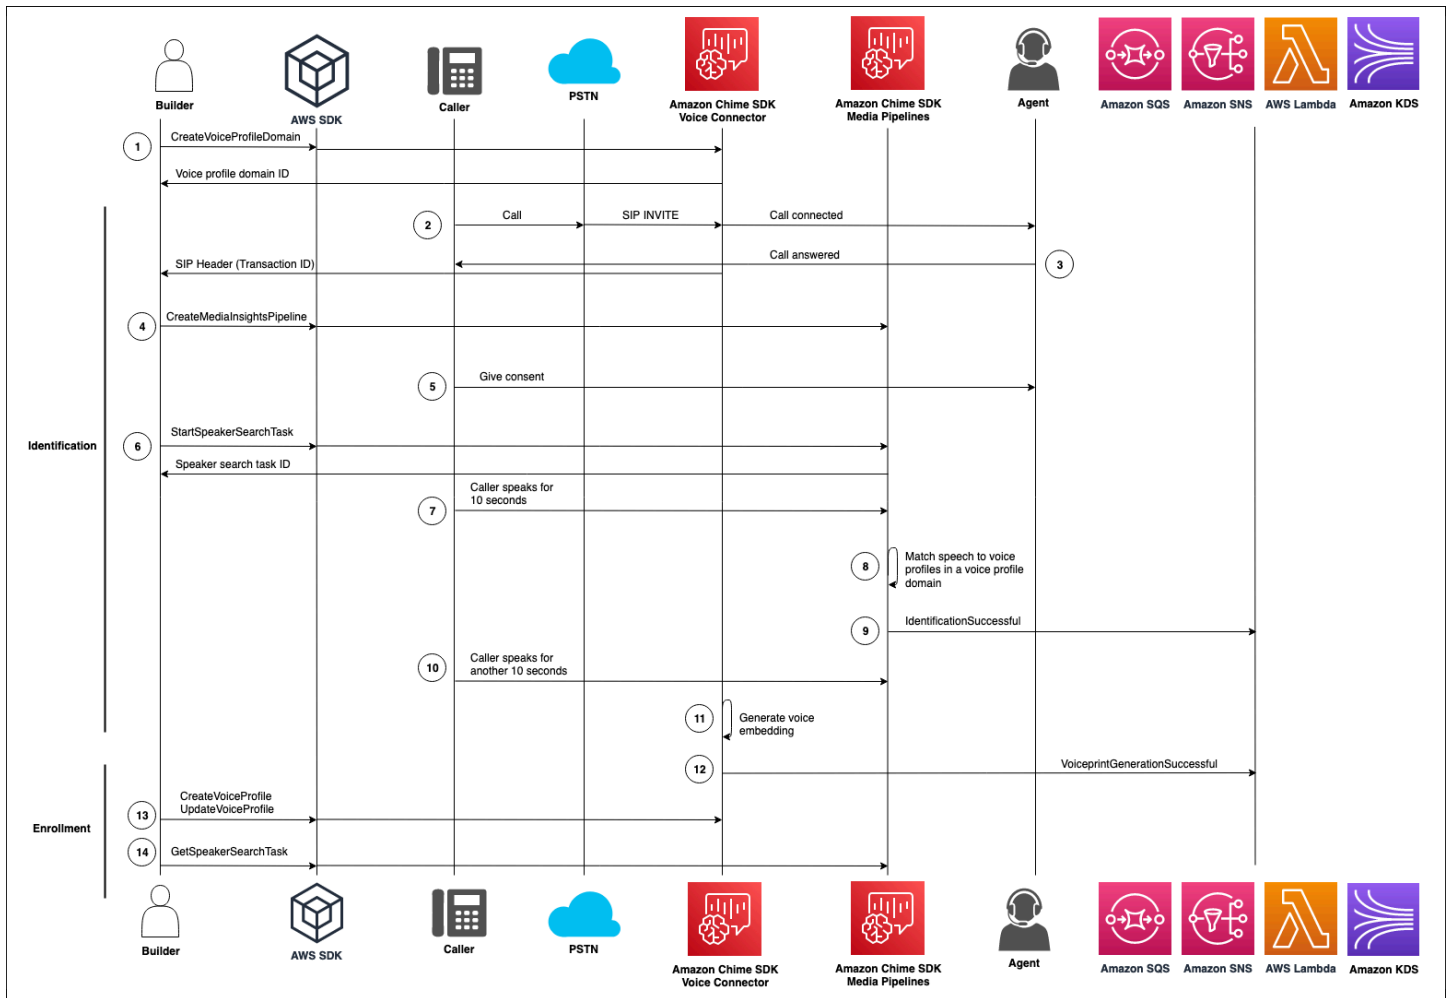 Builder
AWS SDK
Caller
PSTN
Amazon Chime SDK
Voice Connector
Amazon Chime SDK
Media Pipelines
Agent
Amazon SQS
Amazon SNS
AWS Lambda
Amazon KDS
1
CreateVoiceProfileDomain
Voice profile domain ID
2
Call
SIP INVITE
Call connected
Call answered
3
SIP Header (Transaction ID)
4
CreateMediaInsightsPipeline
5
Give consent
Identification
6
StartSpeakerSearchTask
Speaker search task ID
7
Caller speaks for
10 seconds
8
Match speech to voice
profiles in a voice profile
domain
9
IdentificationSuccessful
10
Caller speaks for
another 10 seconds
11
Generate voice
embedding
12
VoiceprintGenerationSuccessful
Enrollment
13
CreateVoiceProfile
UpdateVoiceProfile
14
GetSpeakerSearchTask
Builder
AWS SDK
Caller
PSTN
Amazon Chime SDK
Voice Connector
Amazon Chime SDK
Media Pipelines
Agent
Amazon SQS
Amazon SNS
AWS Lambda
Amazon KDS